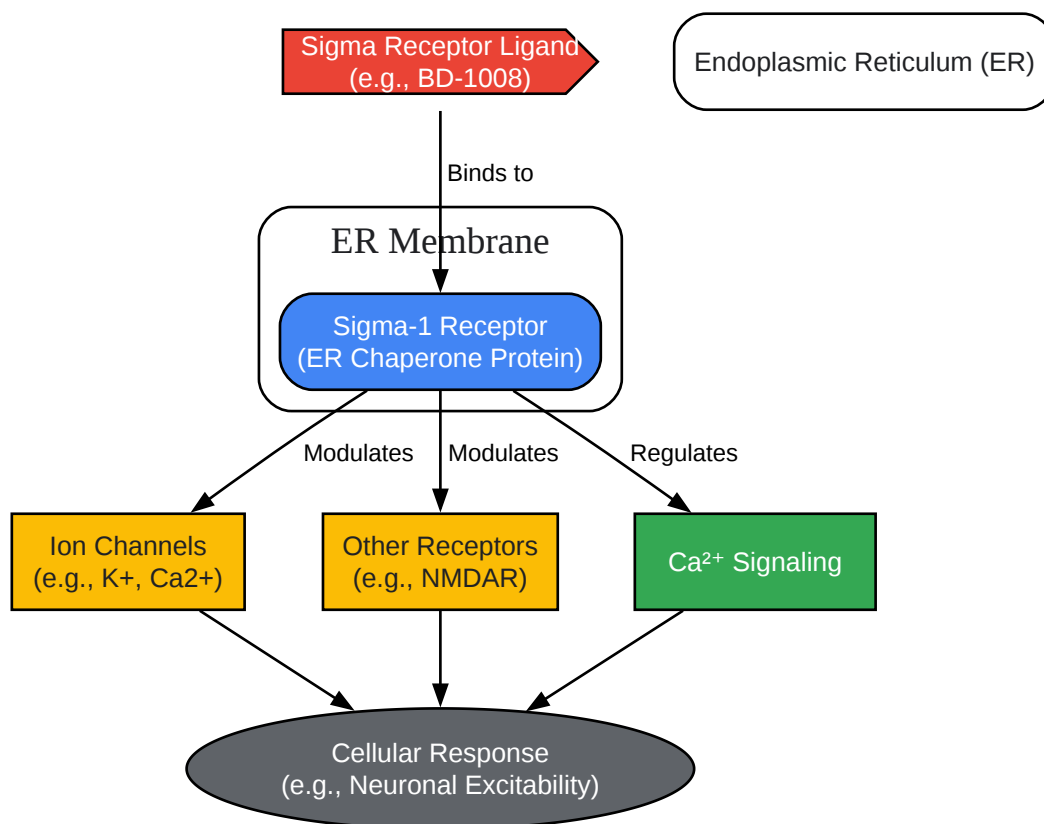 Sigma Receptor Ligand
(e.g., BD-1008)
Endoplasmic Reticulum (ER)
Binds to
ER Membrane
Sigma-1 Receptor
(ER Chaperone Protein)
Modulates
Modulates
Regulates
Ion Channels
(e.g., K+, Ca2+)
Other Receptors
(e.g., NMDAR)
Ca²⁺ Signaling
Cellular Response
(e.g., Neuronal Excitability)